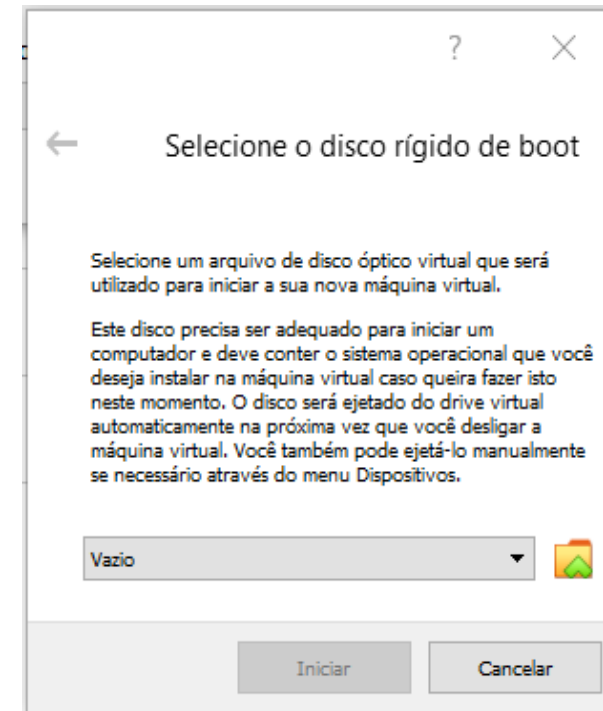 ?
Selecione o disco rígido de boot
Selecione um arquivo de disco óptico virtual que será
utilizado para iniciar a sua nova máquina virtual.
Este disco precisa ser adequado para iniciar um
computador e deve conter o sistema operacional que você
deseja instalar na máquina virtual caso queira fazer isto
neste momento. O disco será ejetado do drive virtual
automaticamente na próxima vez que você desligar a
máquina virtual. Você também pode ejetá-lo manualmente
se necessário através do menu Dispositivos.
Vazio
Iniciar
Cancelar